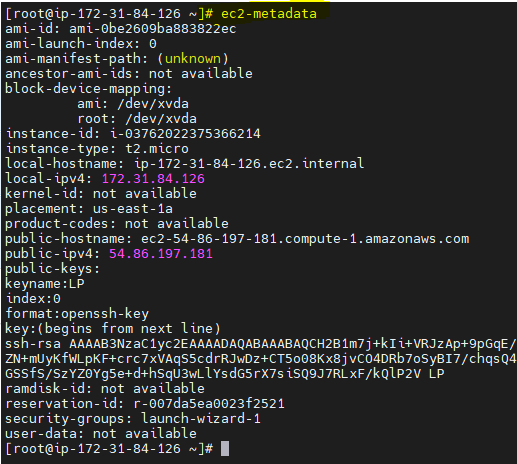 [root@ip-172-31-84-126 ~]# ec2-metadata
ami-id: ami-0be2609ba883822ec
ami-launch-index: 0
ami-manifest-path: (unknown)
ancestor-ami-ids: not available
block-device-mapping:
         ami: /dev/xvda
         root: /dev/xvda
instance-id: i-03762022375366214
instance-type: t2.micro
local-hostname: ip-172-31-84-126.ec2.internal
local-ipv4: 172.31.84.126
kernel-id: not available
placement: us-east-1a
product-codes: not available
public-hostname: ec2-54-86-197-181.compute-1.amazonaws.com
public-ipv4: 54.86.197.181
public-keys:
keyname:LP
index:0
format:openssh-key
key:(begins from next line)
ssh-rsa AAAAB3NzaC1yc2EAAAADAQABAAABAQCH2B1m7j+kIi+VRJzAp+9pGqE/
ZN+mUyKfWLpKF+crc7xVAqS5cdrRJwDz+CT5o08Kx8jvCO4DRb7oSyBI7/chqsQ4
GSSfS/SzYZ0Yg5e+d+hSqU3wLlYsdG5rX7siSQ9J7RLxF/kQlP2V LP
ramdisk-id: not available
reservation-id: r-007da5ea0023f2521
security-groups: launch-wizard-1
user-data: not available
[root@ip-172-31-84-126 ~]#